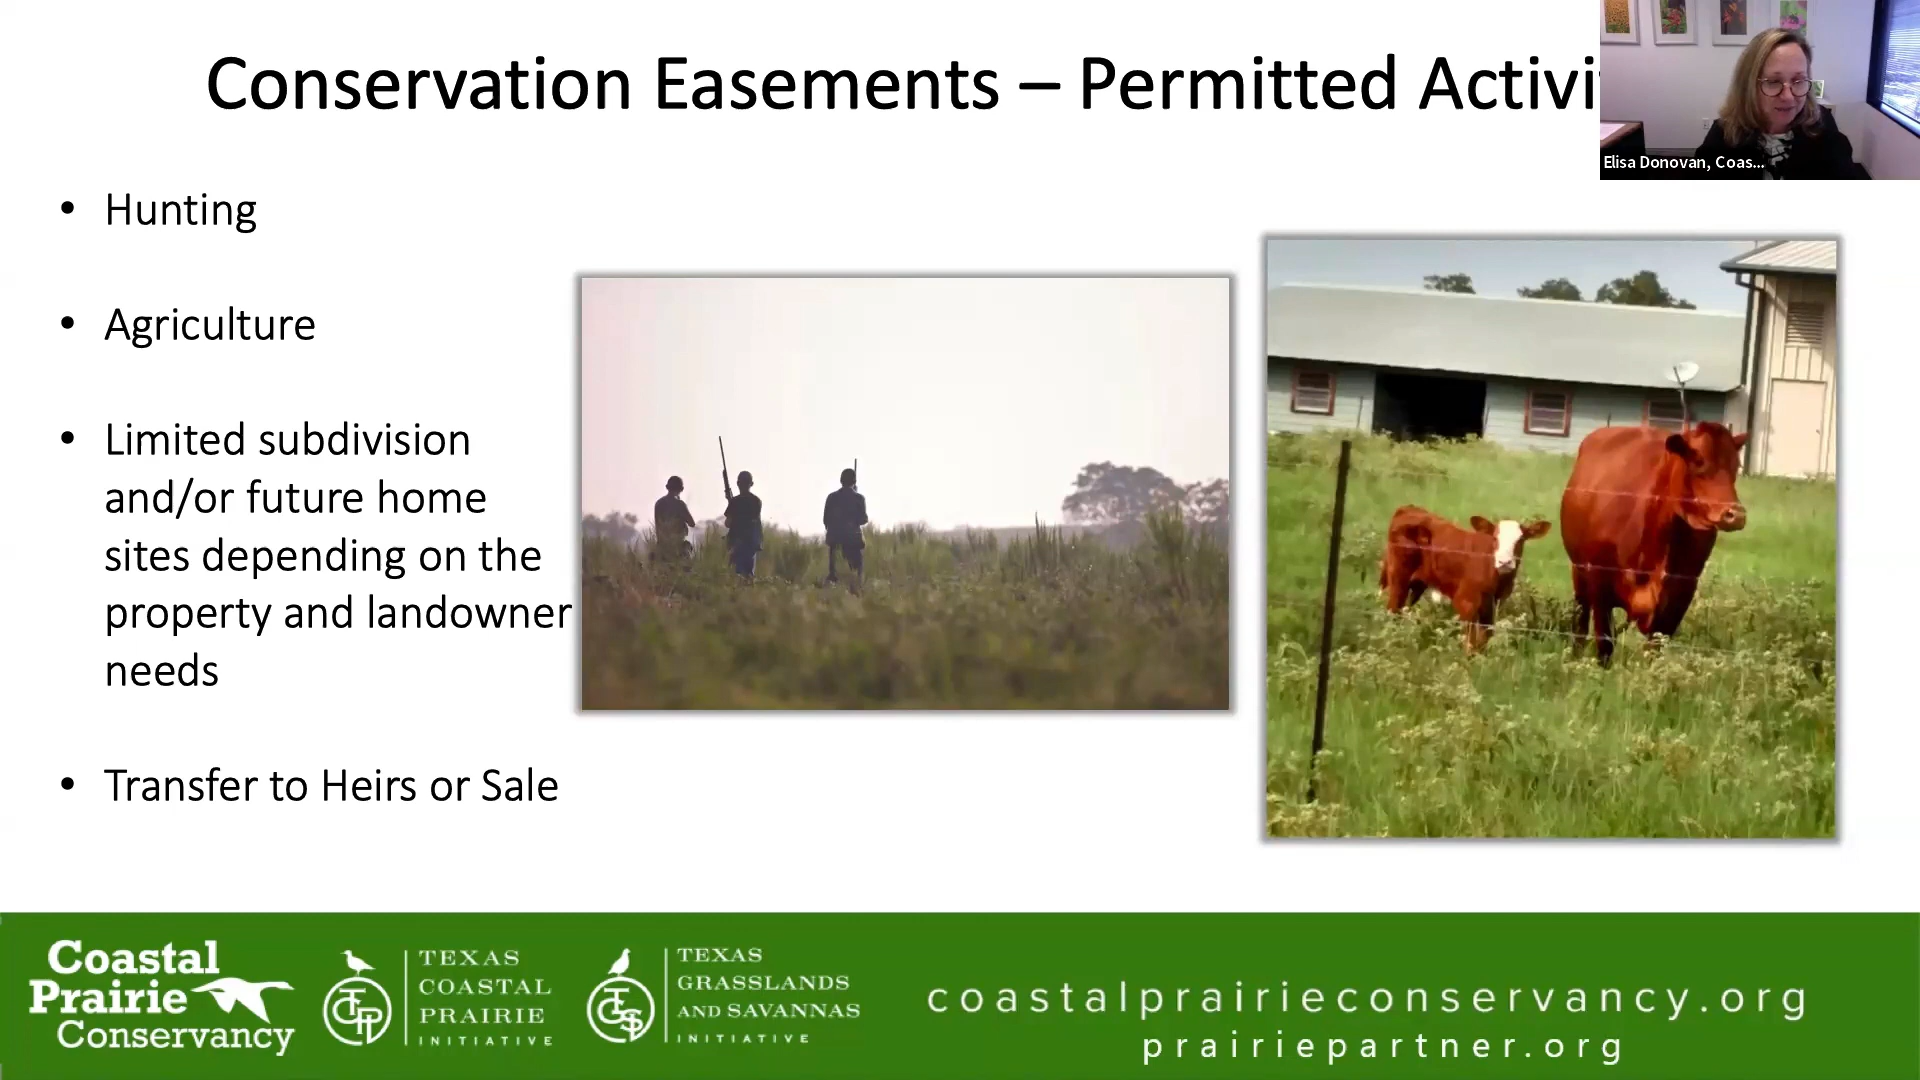 Conservation Easements – Permitted Activi
Elisa Donovan, Coas...
• Hunting
• Agriculture
• Limited subdivision
and/or future home
sites depending on the
property and landowner
needs
• Transfer to Heirs or Sale
Coastal
Prairie
Conservancy
TEXAS
COASTAL
PRAIRIE
INITIATIVE
TEXAS
GRASSLANDS
AND SAVANNAS
INITIATIVE
coastalprairieconservancy.org
prairiepartner.org